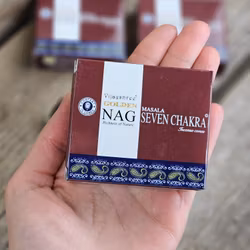 Vijayshree
GOLDEN
NAG
MASALA
SEVEN CHAKRA
Incense cones